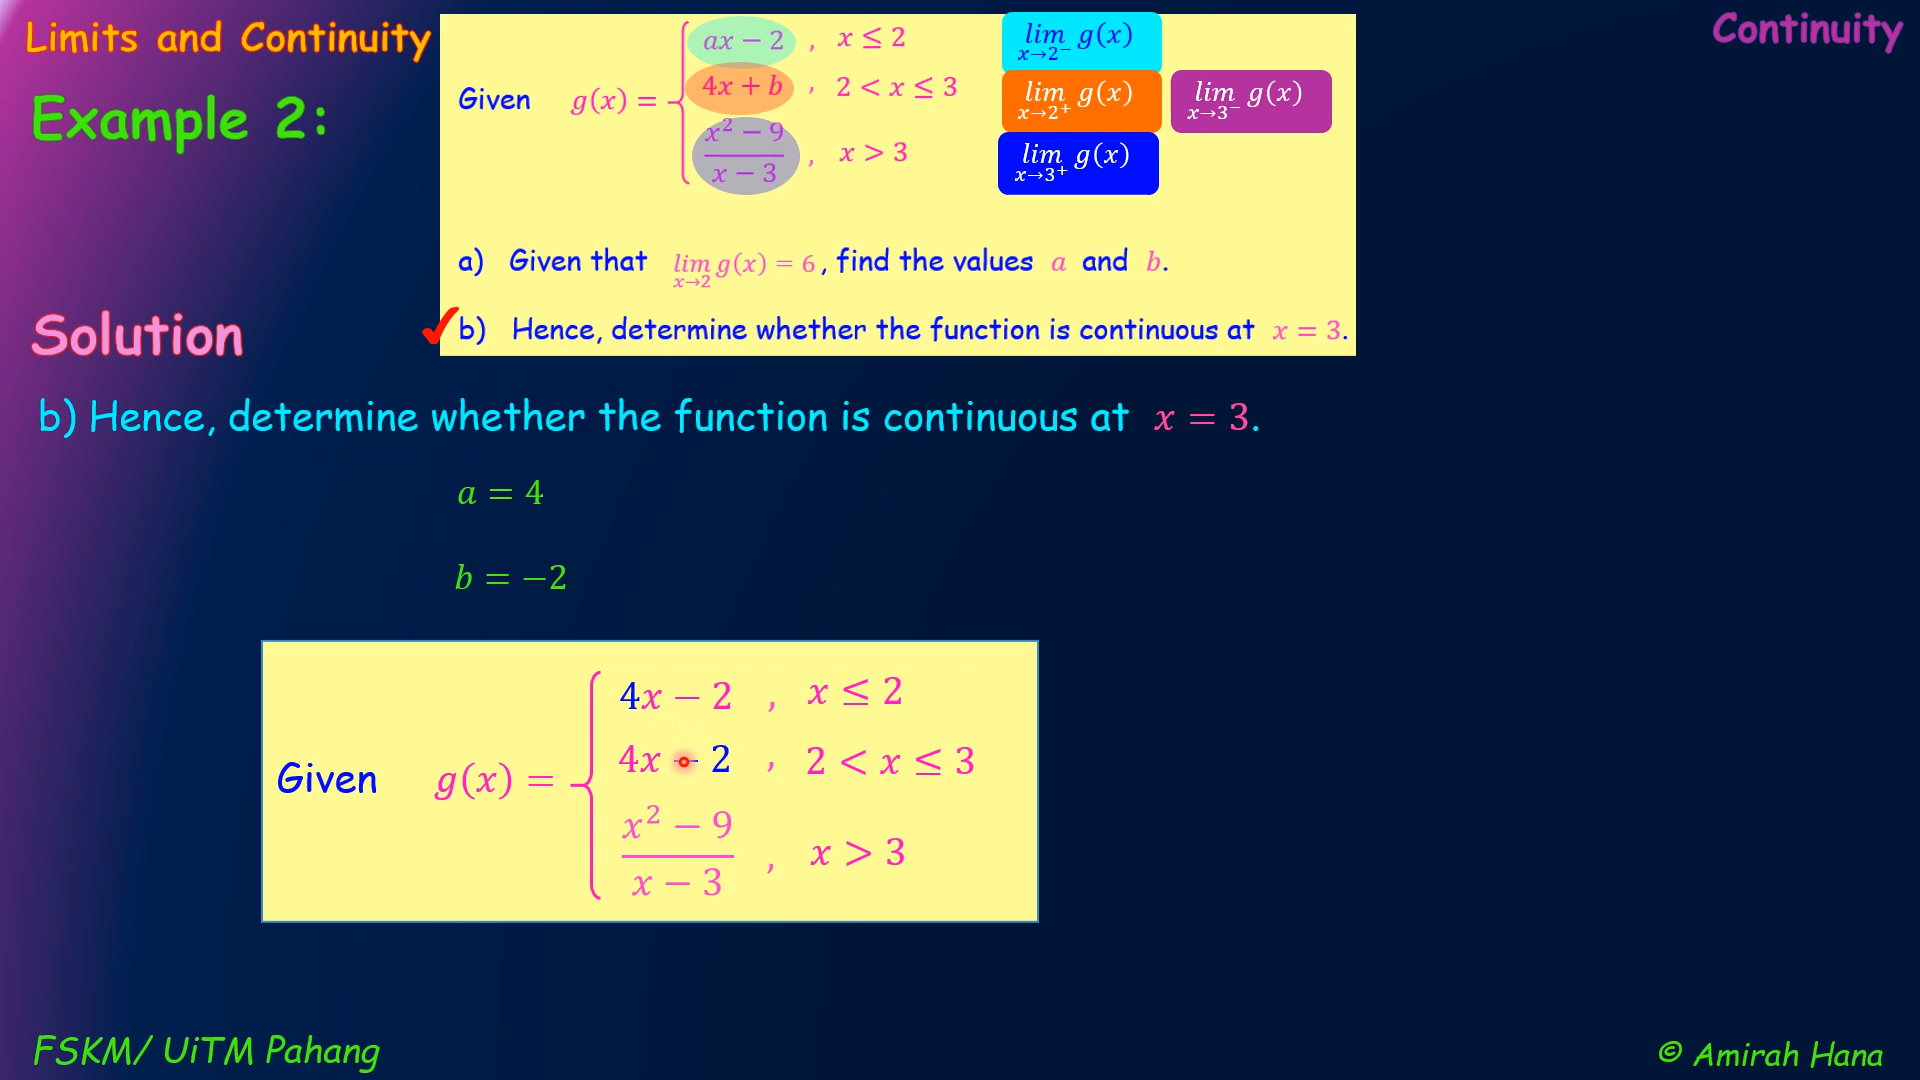 Limits and Continuity
Continuity
Example 2:
Given g(x) = { ax − 2 , x ≤ 2
4x + b , 2 < x ≤ 3
x² − 9 / x − 3 , x > 3
lim x→2⁻ g(x)
lim x→2⁺ g(x)
lim x→3⁻ g(x)
lim x→3⁺ g(x)
a) Given that lim x→2 g(x) = 6 , find the values a and b.
b) Hence, determine whether the function is continuous at x = 3.
Solution
b) Hence, determine whether the function is continuous at x = 3.
a = 4
b = −2
Given g(x) = { 4x − 2 , x ≤ 2
4x − 2 , 2 < x ≤ 3
x² − 9 / x − 3 , x > 3
FSKM/ UiTM Pahang
© Amirah Hana